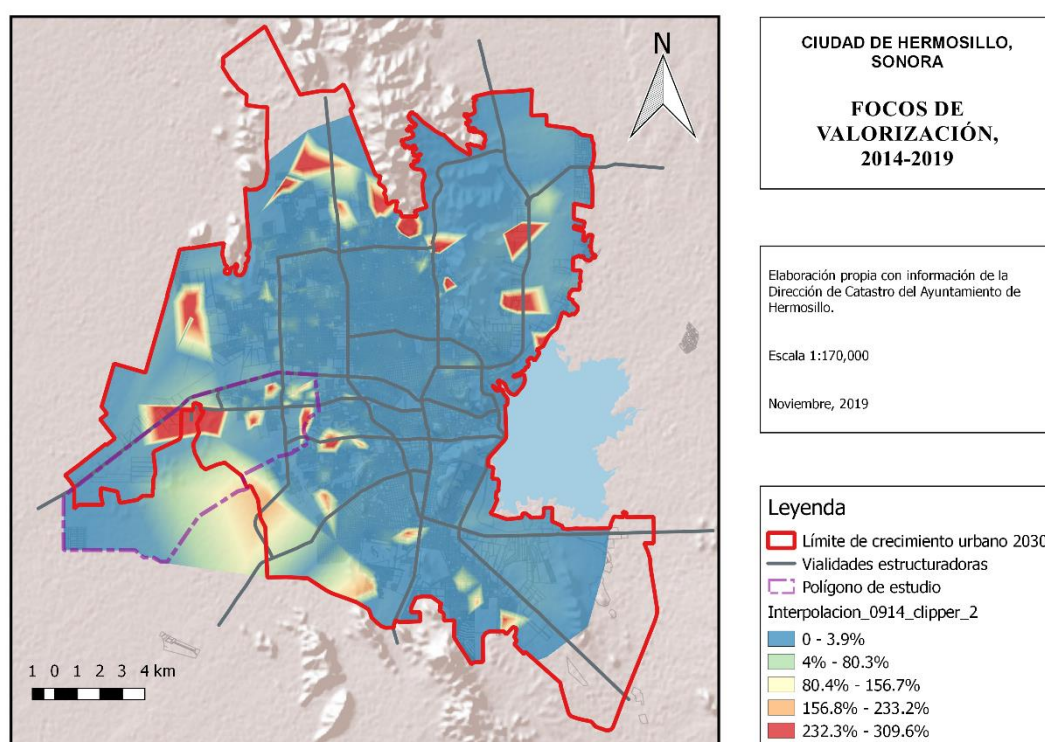 CIUDAD DE HERMOSILLO,
SONORA
FOCOS DE
VALORIZACIÓN,
2014-2019
N
Elaboración propia con información de la
Dirección de Catastro del Ayuntamiento de
Hermosillo.
Escala 1:170,000
Noviembre, 2019
Leyenda
Límite de crecimiento urbano 2030
Vialidades estructuradoras
Polígono de estudio
Interpolacion_0914_clipper_2
0 - 3.9%
4% - 80.3%
80.4% - 156.7%
156.8% - 233.2%
232.3% - 309.6%
1 0 1 2 3 4 km